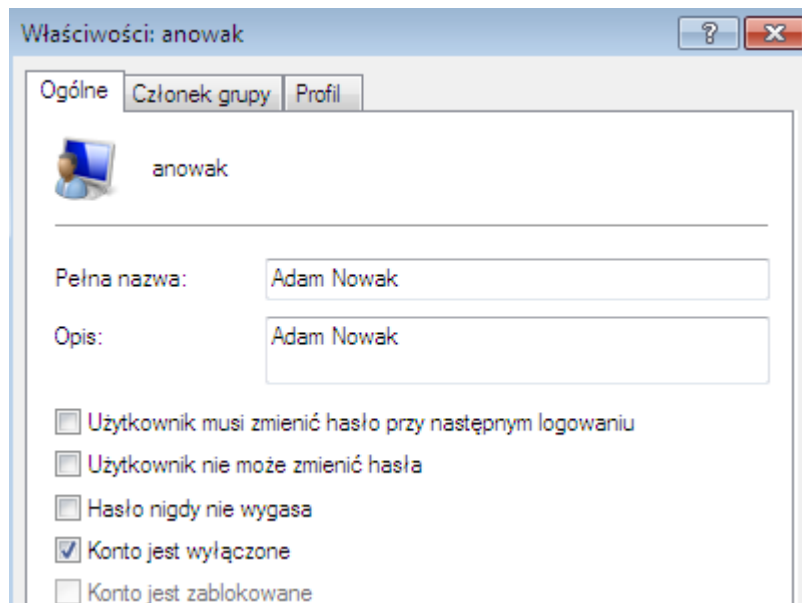 Właściwości: anowak
Ogólne Członek grupy Profil
anowak
Pełna nazwa: Adam Nowak
Opis: Adam Nowak
Użytkownik musi zmienić hasło przy następnym logowaniu
Użytkownik nie może zmienić hasła
Hasło nigdy nie wygasa
Konto jest wyłączone
Konto jest zablokowane